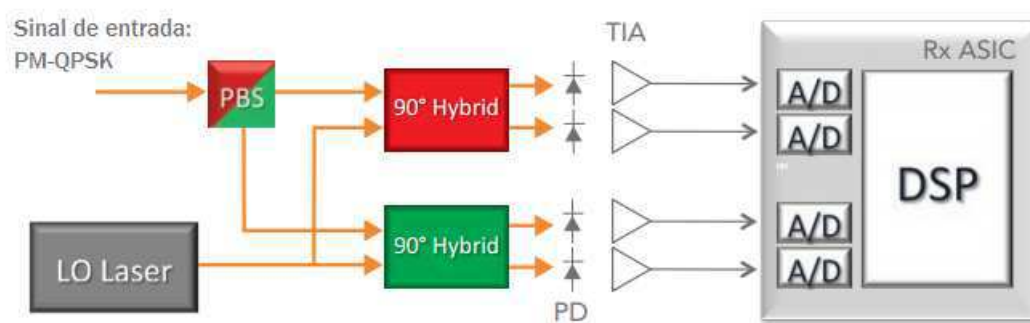 Sinal de entrada:
PM-QPSK
PBS
LO Laser
90° Hybrid
90° Hybrid
TIA
PD
Rx ASIC
A/D
A/D
A/D
A/D
DSP